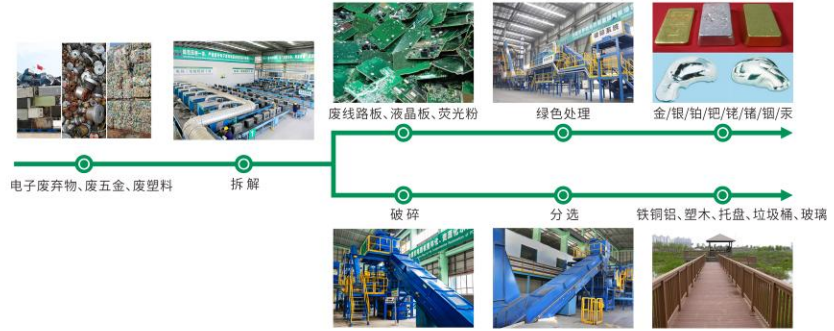 废线路板、液晶板、荧光粉
绿色处理
金/银/铂/钯/铑/锗/铟/汞
电子废弃物、废五金、废塑料
拆解
破碎
分选
铁铜铝、塑木、托盘、垃圾桶、玻璃